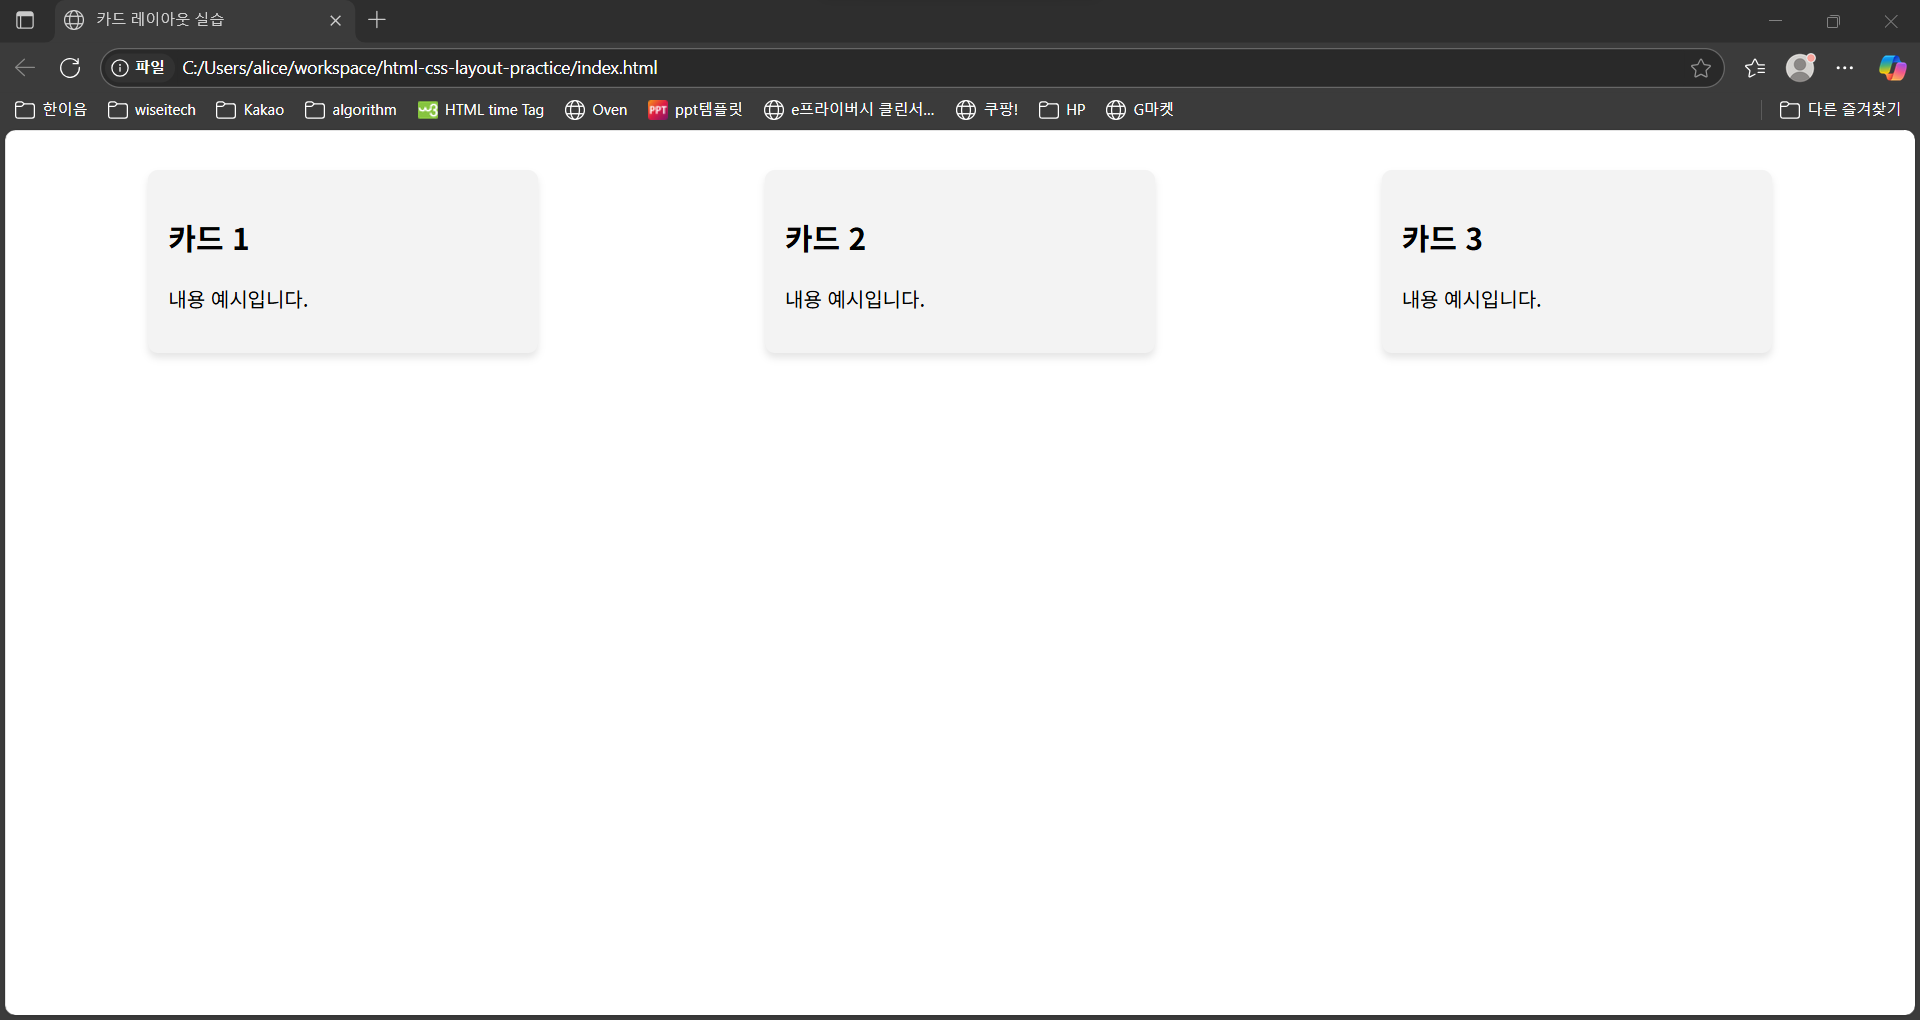 카드 레이아웃 실습
파일 C:/Users/alice/workspace/html-css-layout-practice/index.html
한이음 wiseitech Kakao algorithm HTML time Tag Oven PPT ppt템플릿 e프라이버시 클린서... 쿠팡! HP G마켓 다른 즐겨찾기
카드 1 카드 2 카드 3
내용 예시입니다. 내용 예시입니다. 내용 예시입니다.